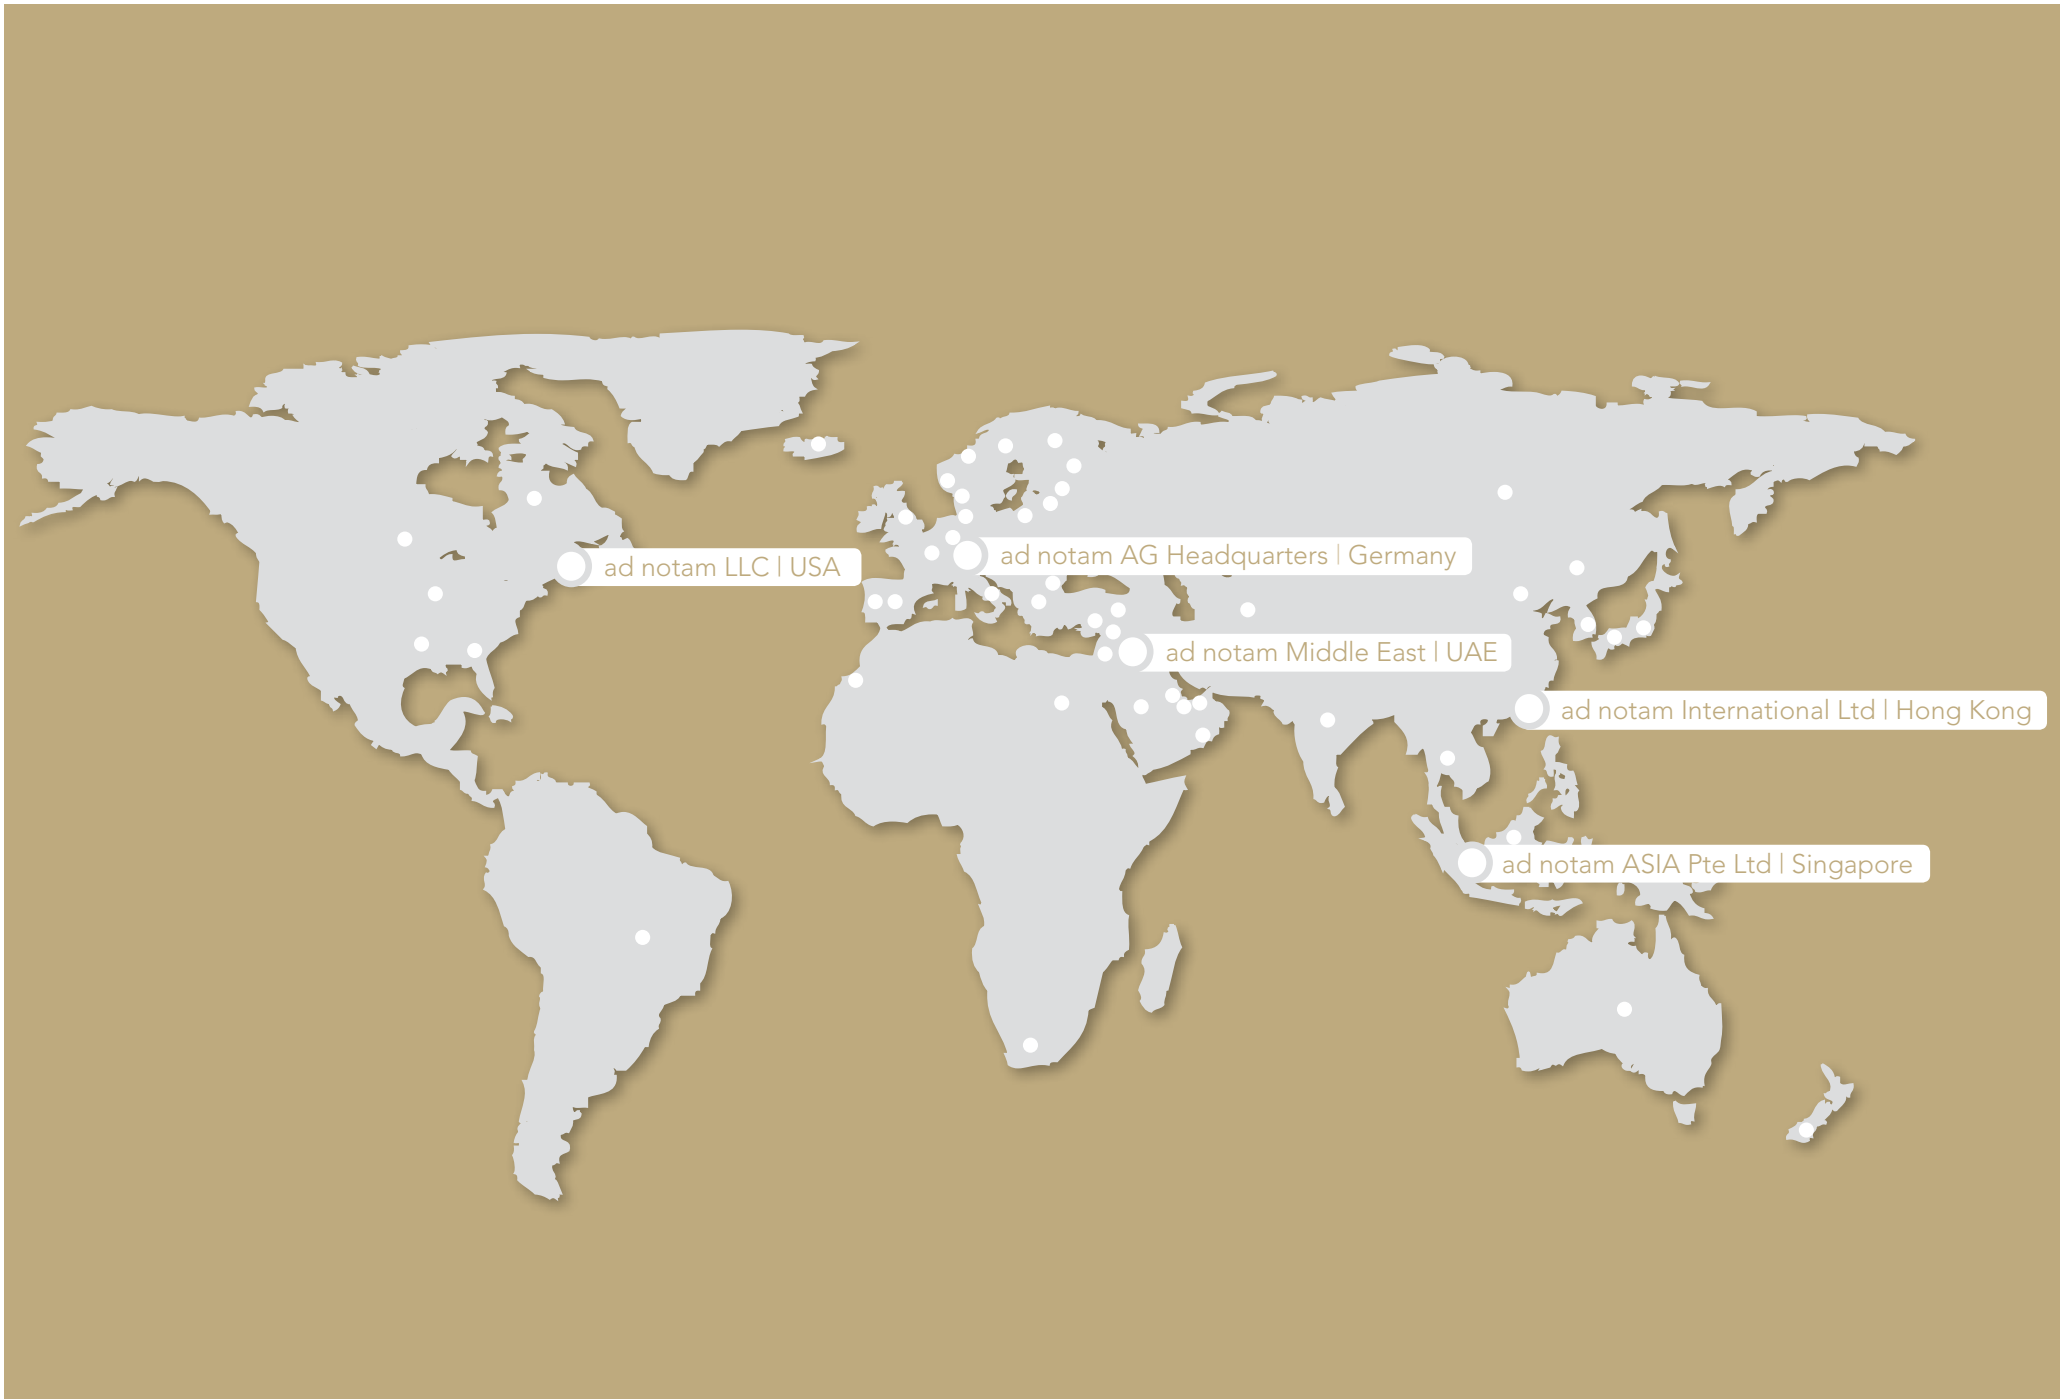 ad notam AG Headquarters | Germany
ad notam LLC | USA
ad notam Middle East | UAE
ad notam International Ltd | Hong Kong
ad notam ASIA Pte Ltd | Singapore